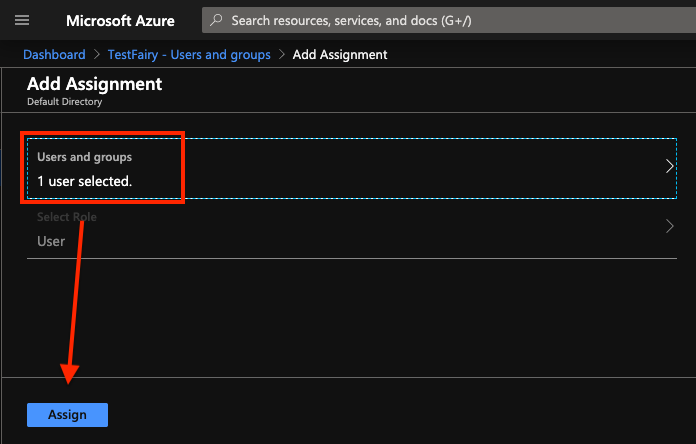 Microsoft Azure
Search resources, services, and docs (G+/)
Dashboard > TestFairy - Users and groups > Add Assignment
Add Assignment
Default Directory
Users and groups
1 user selected.
Select Role
User
Assign